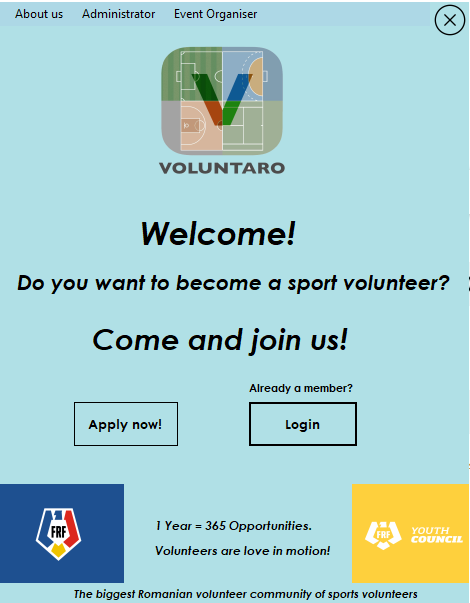 About us Administrator Event Organiser
VOLUNTARO
Welcome!
Do you want to become a sport volunteer?
Come and join us!
Already a member?
Apply now! Login
FRF
1 Year = 365 Opportunities.
Volunteers are love in motion!
FRF YOUTH
COUNCIL
The biggest Romanian volunteer community of sports volunteers